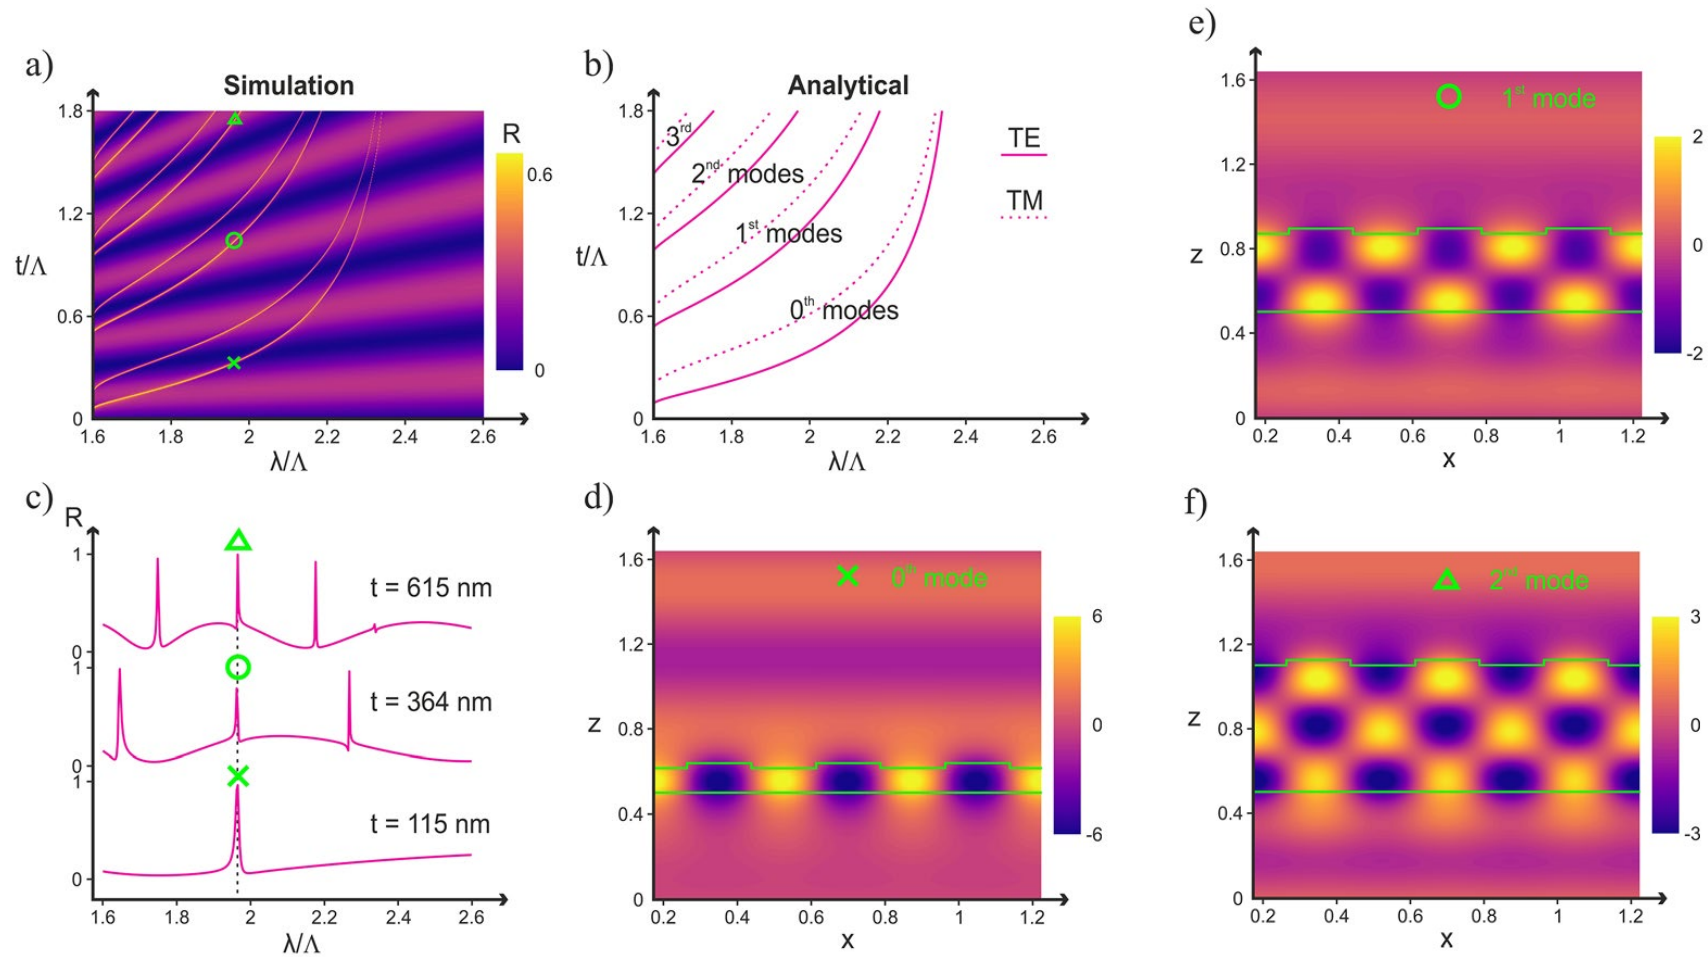 a)
Simulation
1.8
1.2
t/Λ
0.6
0
1.6 1.8 2 2.2 2.4 2.6
λ/Λ
R
0.6
0
b)
Analytical
1.8
1.2
t/Λ
0.6
0
3rd
2nd modes
1st modes
0th modes
TE
TM
1.6 1.8 2 2.2 2.4 2.6
λ/Λ
e)
1.6
1.2
0.8
z
0.4
0
1st mode
2
0
-2
0.2 0.4 0.6 0.8 1 1.2
x
c)
R
1
t = 615 nm
0
1
t = 364 nm
0
1
t = 115 nm
0
1.6 1.8 2 2.2 2.4 2.6
λ/Λ
d)
1.6
1.2
0.8
z
0.4
0
0th mode
6
0
-6
0.2 0.4 0.6 0.8 1 1.2
x
f)
1.6
1.2
0.8
z
0.4
0
2nd mode
3
0
-3
0.2 0.4 0.6 0.8 1 1.2
x